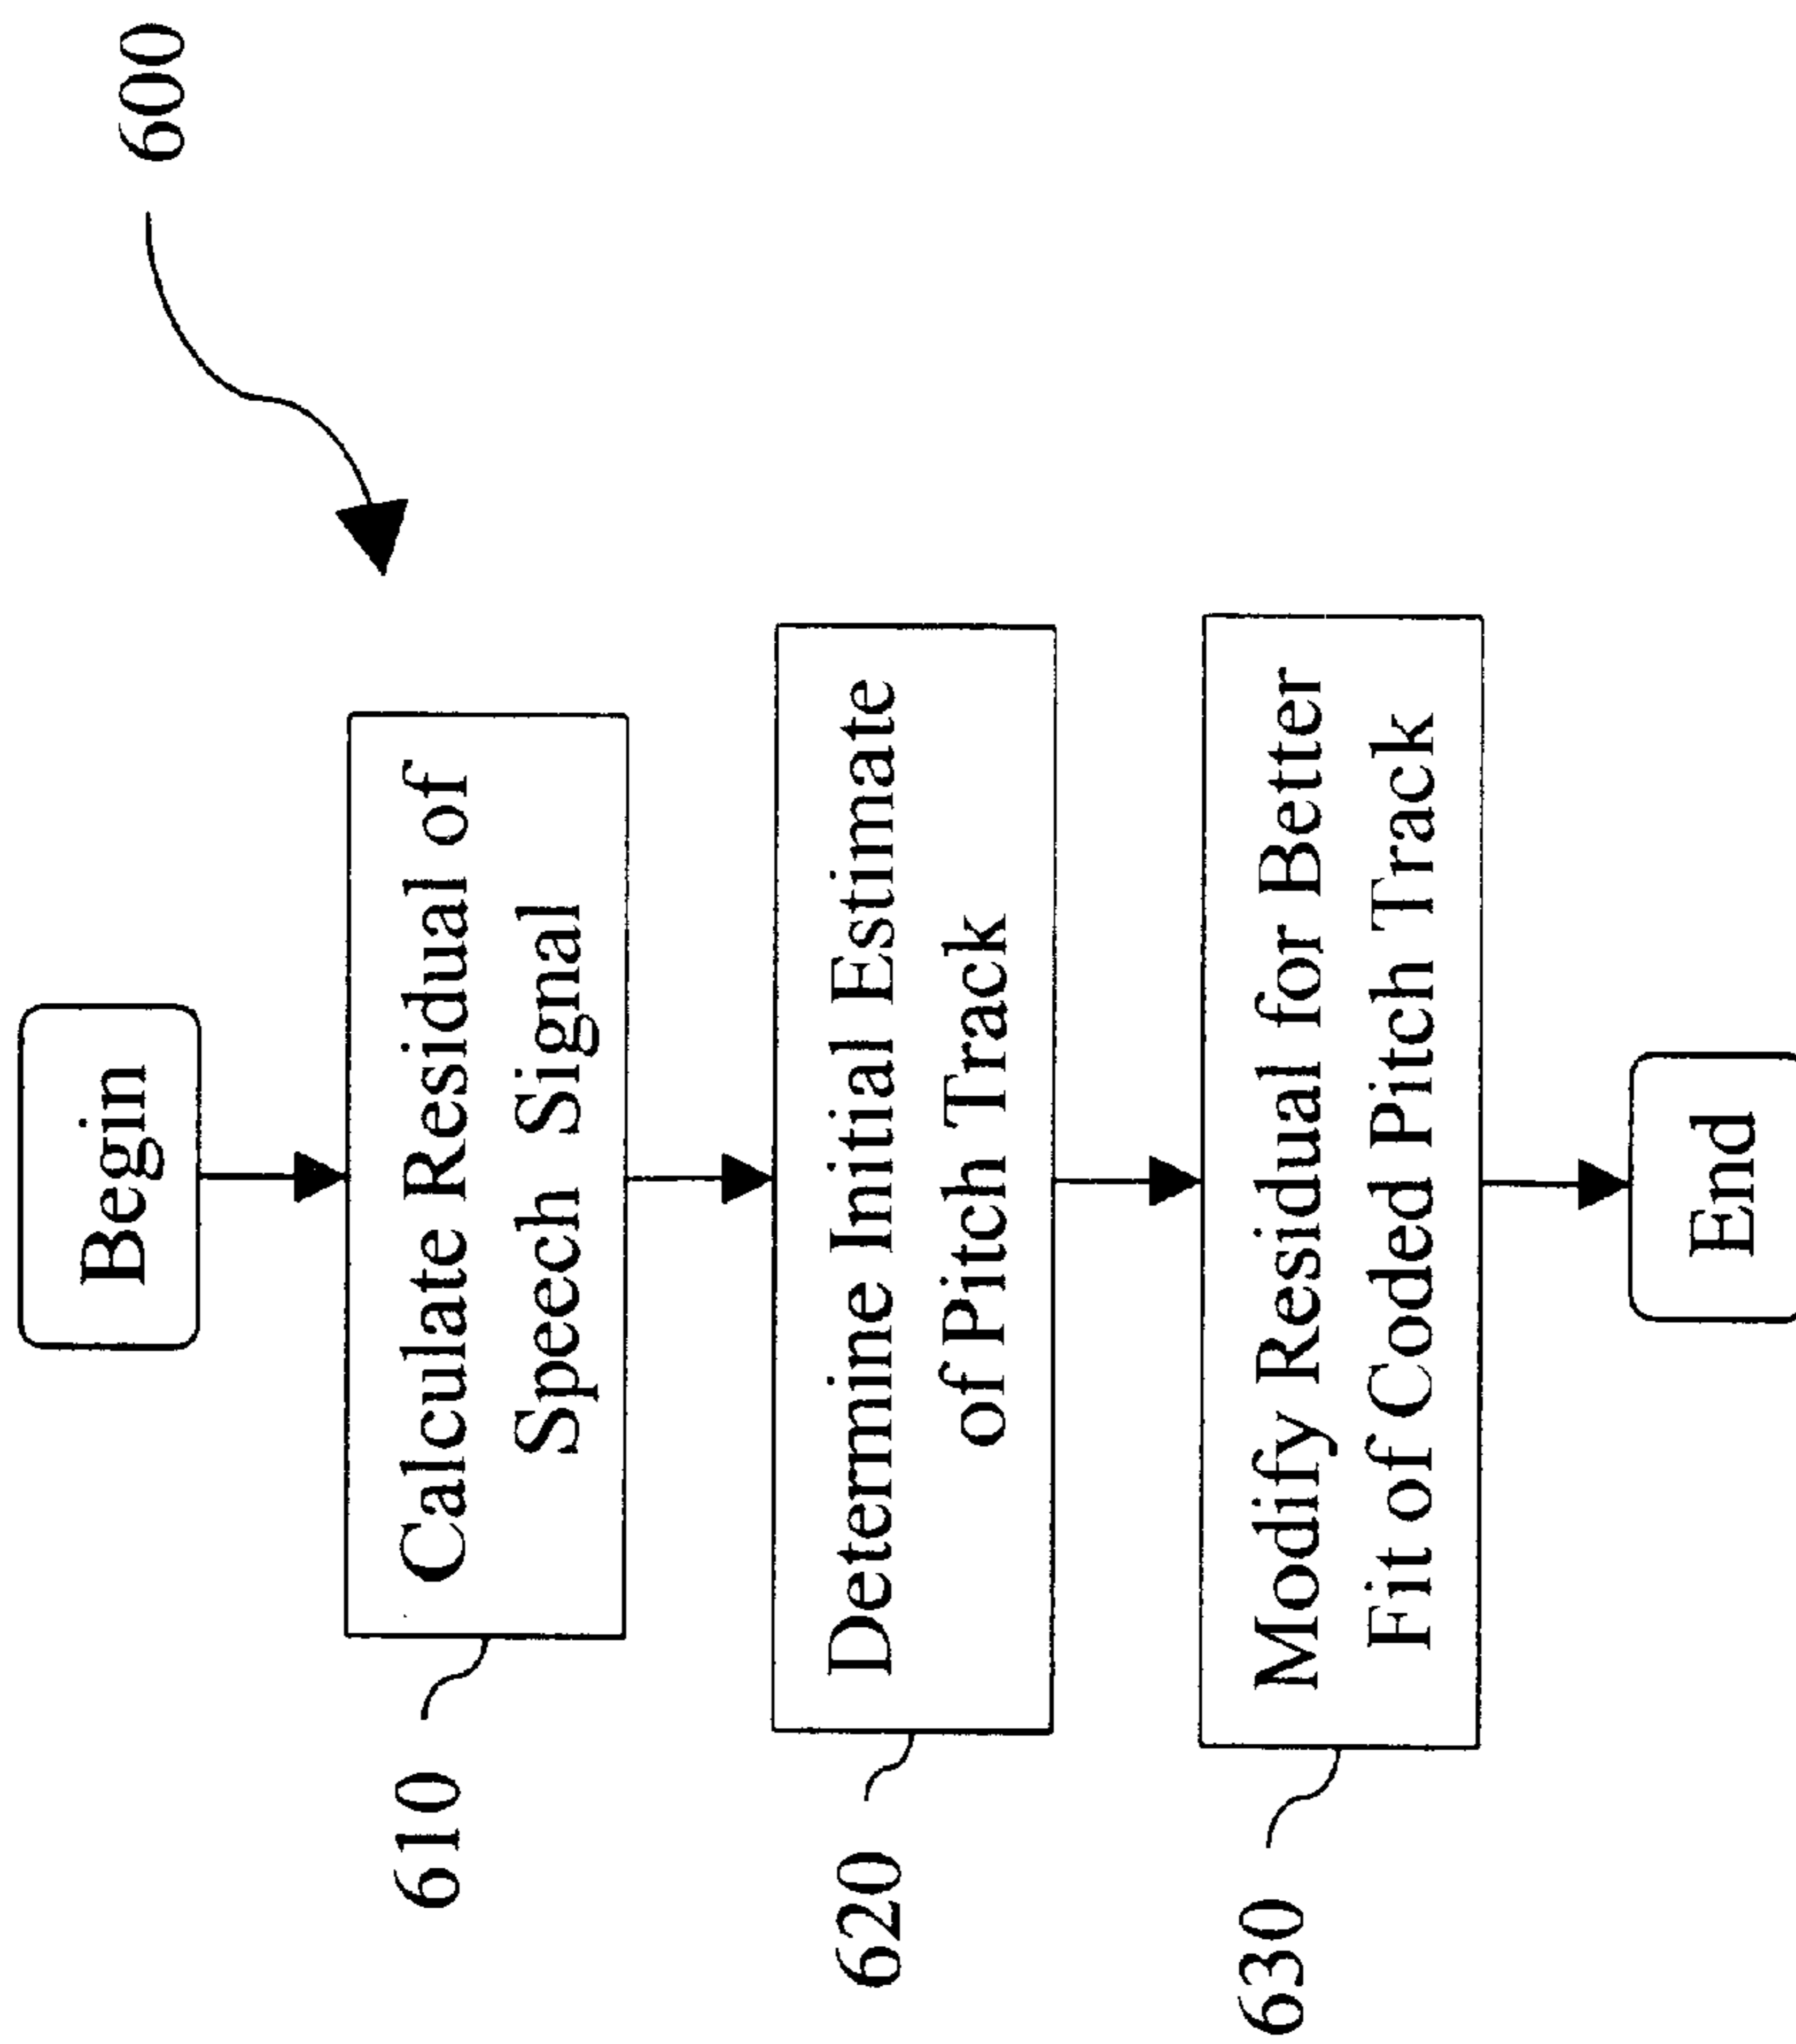 600
Begin
610
Calculate Residual of
Speech Signal
620
Determine Initial Estimate
of Pitch Track
630
Modify Residual for Better
Fit of Coded Pitch Track
End